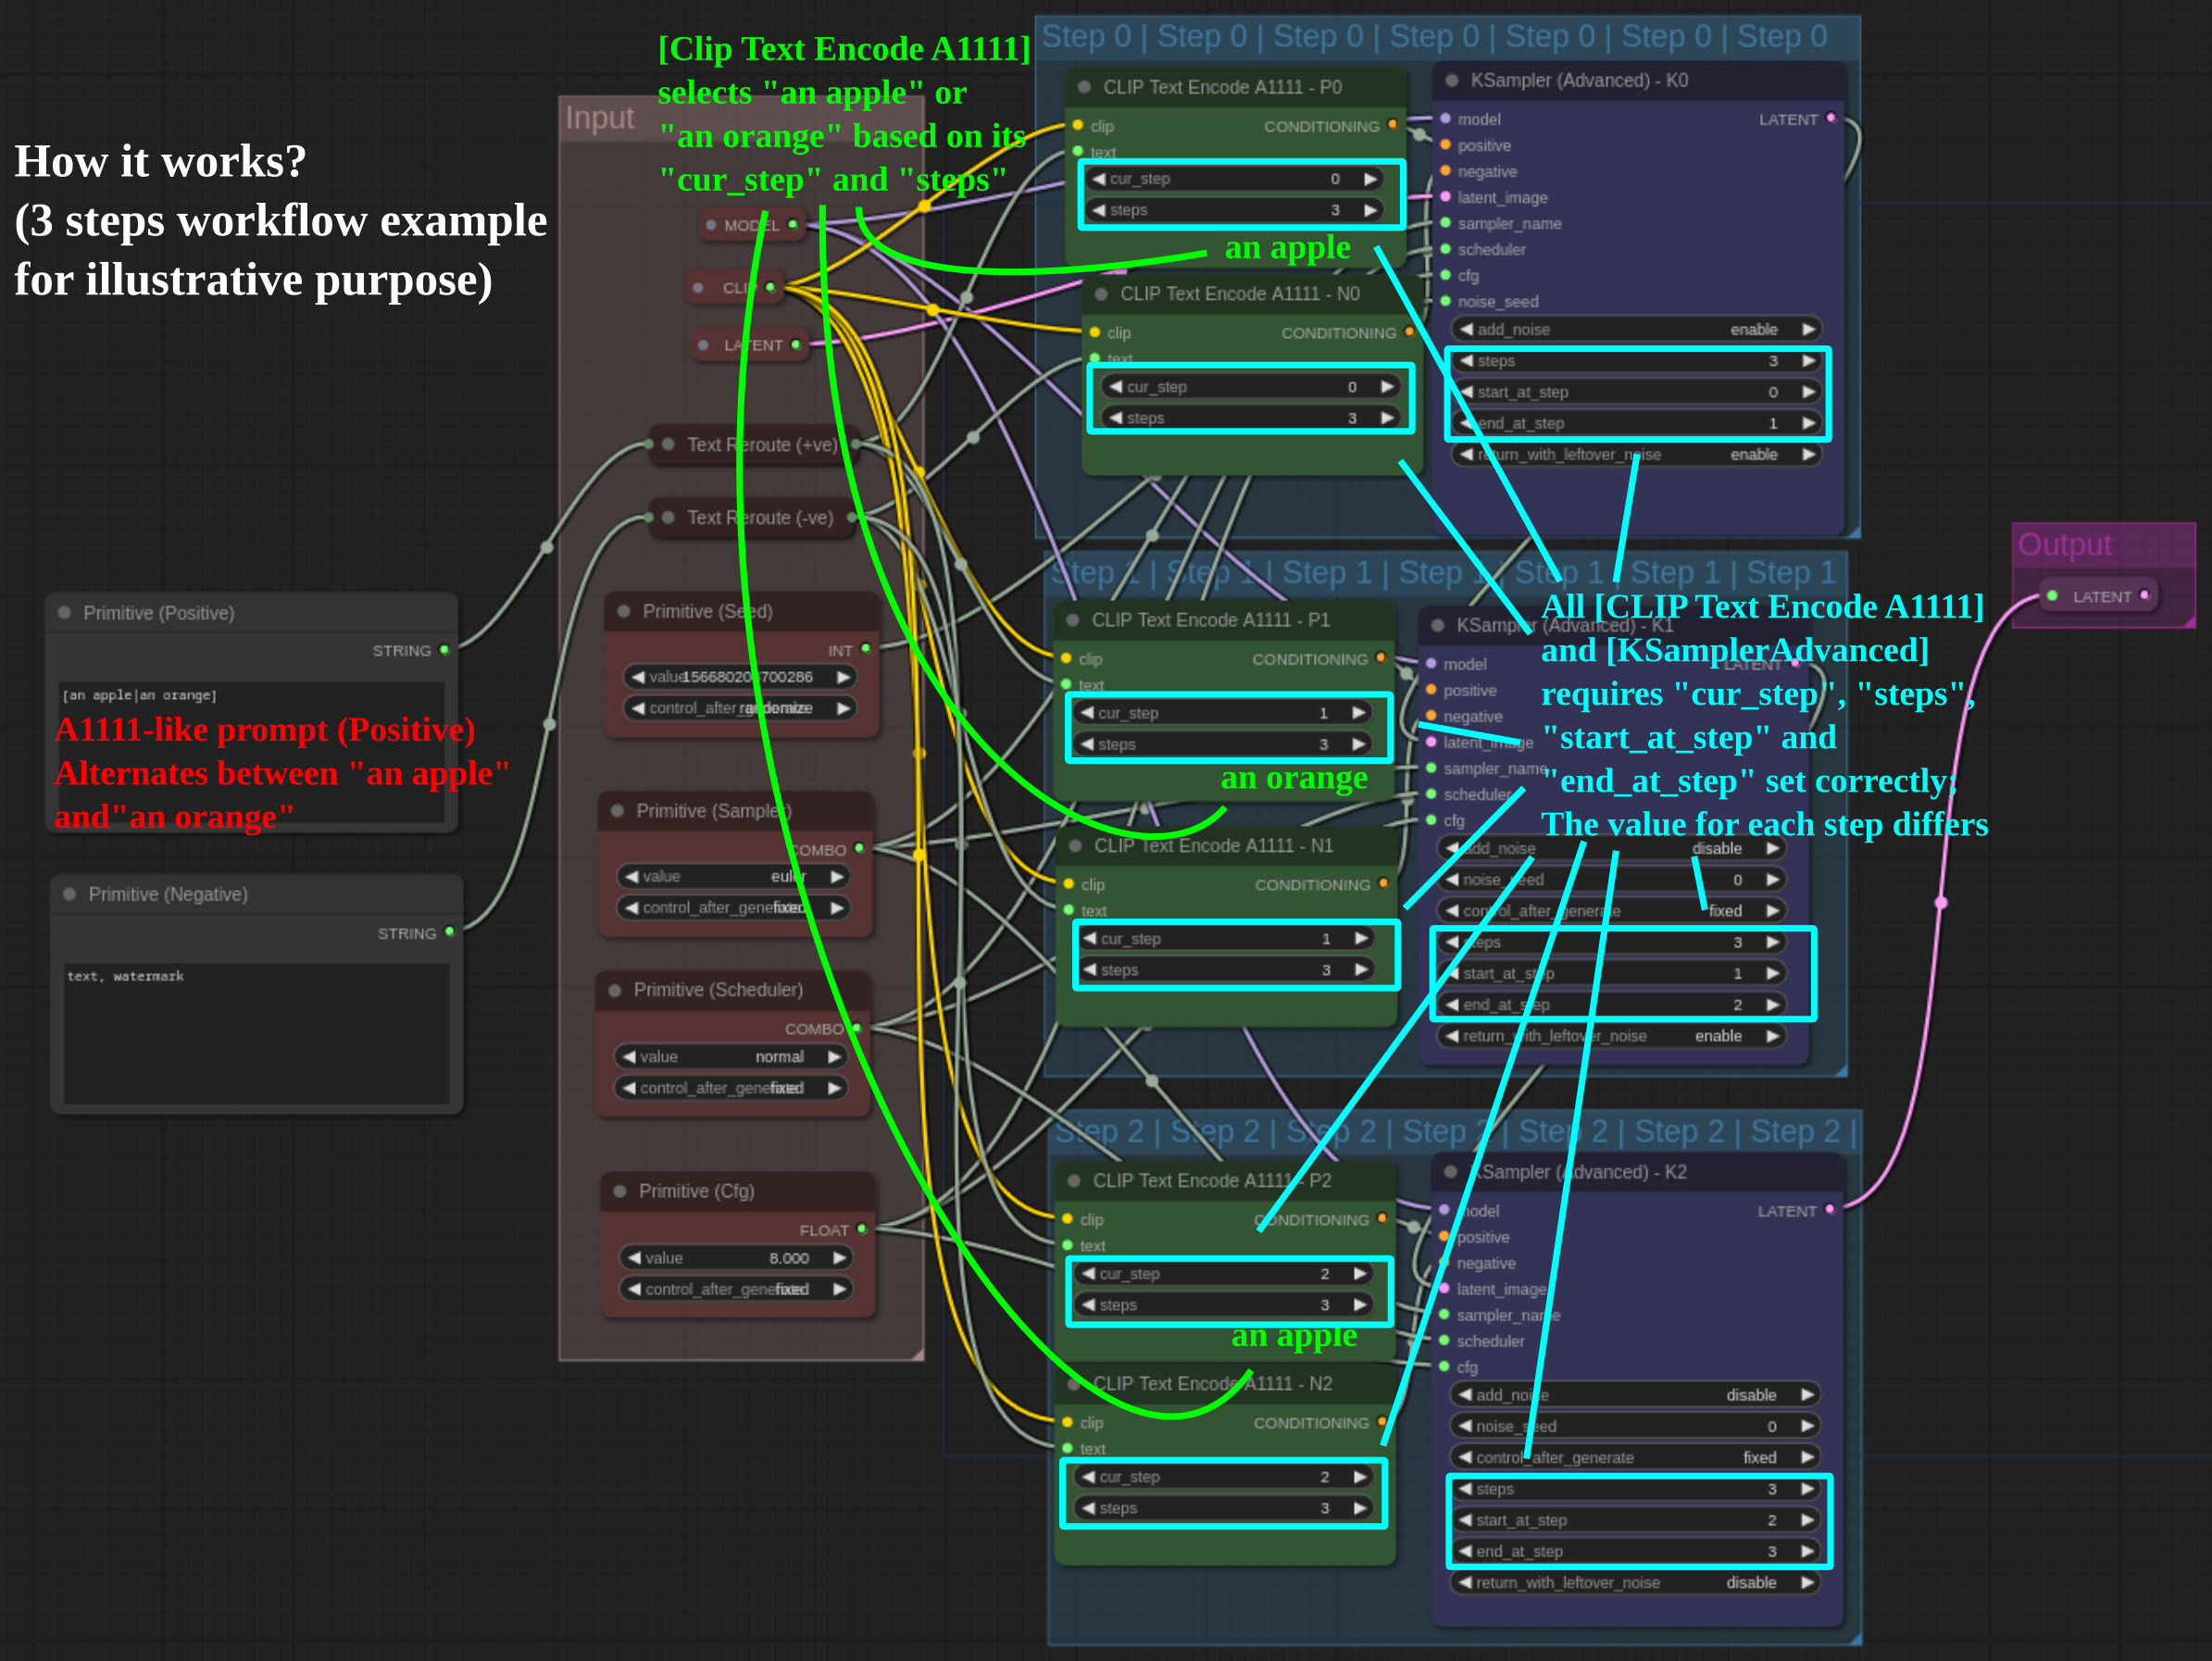 How it works?
(3 steps workflow example
for illustrative purpose)
[Clip Text Encode A1111]
selects "an apple" or
"an orange" based on its
"cur_step" and "steps"
Primitive (Positive)
STRING
[an apple|an orange]
A1111-like prompt (Positive)
Alternates between "an apple"
and"an orange"
Primitive (Negative)
STRING
text, watermark
Input
MODEL
CLIP
LATENT
Text Reroute (+ve)
Text Reroute (-ve)
Primitive (Seed)
INT
value
control_after_generate randomize
Primitive (Sampler)
COMBO
value euler
control_after_generate fixed
Primitive (Scheduler)
COMBO
value normal
control_after_generate fixed
Primitive (Cfg)
FLOAT
value 8.000
control_after_generate fixed
Step 0 | Step 0 | Step 0 | Step 0 | Step 0 | Step 0 | Step 0
CLIP Text Encode A1111 - P0
clip CONDITIONING
text
cur_step 0
steps 3
an apple
CLIP Text Encode A1111 - N0
clip CONDITIONING
text
cur_step 0
steps 3
KSampler (Advanced) - K0
model LATENT
positive
negative
latent_image
sampler_name
scheduler
cfg
noise_seed
add_noise enable
steps 3
start_at_step 0
end_at_step 1
return_with_leftover_noise enable
Step 1 | Step 1 | Step 1 | Step 1 | Step 1 | Step 1 | Step 1
CLIP Text Encode A1111 - P1
clip CONDITIONING
text
cur_step 1
steps 3
an orange
CLIP Text Encode A1111 - N1
clip CONDITIONING
text
cur_step 1
steps 3
KSampler (Advanced) - K1
model LATENT
positive
negative
latent_image
sampler_name
scheduler
cfg
add_noise disable
noise_seed 0
control_after_generate fixed
steps 3
start_at_step 1
end_at_step 2
return_with_leftover_noise enable
All [CLIP Text Encode A1111]
and [KSamplerAdvanced]
requires "cur_step", "steps",
"start_at_step" and
"end_at_step" set correctly;
The value for each step differs
Step 2 | Step 2 | Step 2 | Step 2 | Step 2 | Step 2 | Step 2 |
CLIP Text Encode A1111 - P2
clip CONDITIONING
text
cur_step 2
steps 3
an apple
CLIP Text Encode A1111 - N2
clip CONDITIONING
text
cur_step 2
steps 3
KSampler (Advanced) - K2
model LATENT
positive
negative
latent_image
sampler_name
scheduler
cfg
add_noise disable
noise_seed 0
control_after_generate fixed
steps 3
start_at_step 2
end_at_step 3
return_with_leftover_noise disable
Output
LATENT